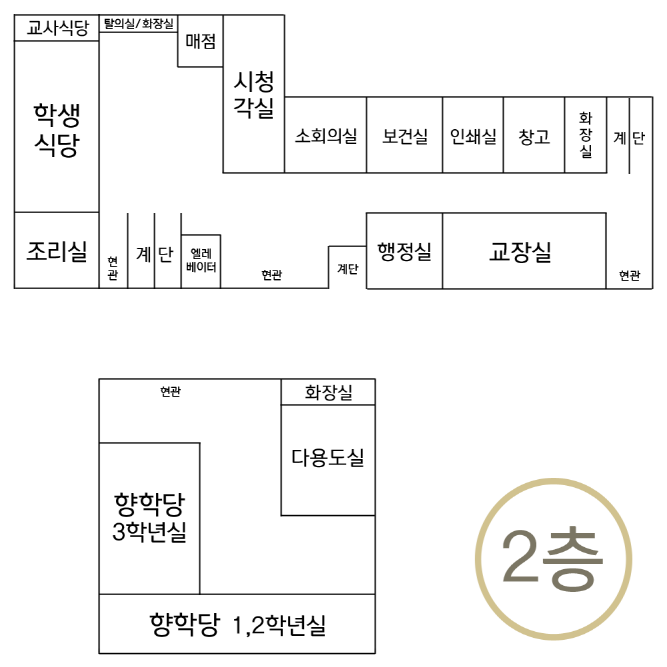 교사식당
탈의실/화장실
매점
학생
식당
시청
각실
소회의실
보건실
인쇄실
창고
화
장
실
계 단
조리실
현
관
계 단
엘레
베이터
현관
계단
행정실
교장실
현관
현관
화장실
다용도실
향학당
3학년실
향학당 1,2학년실
2층